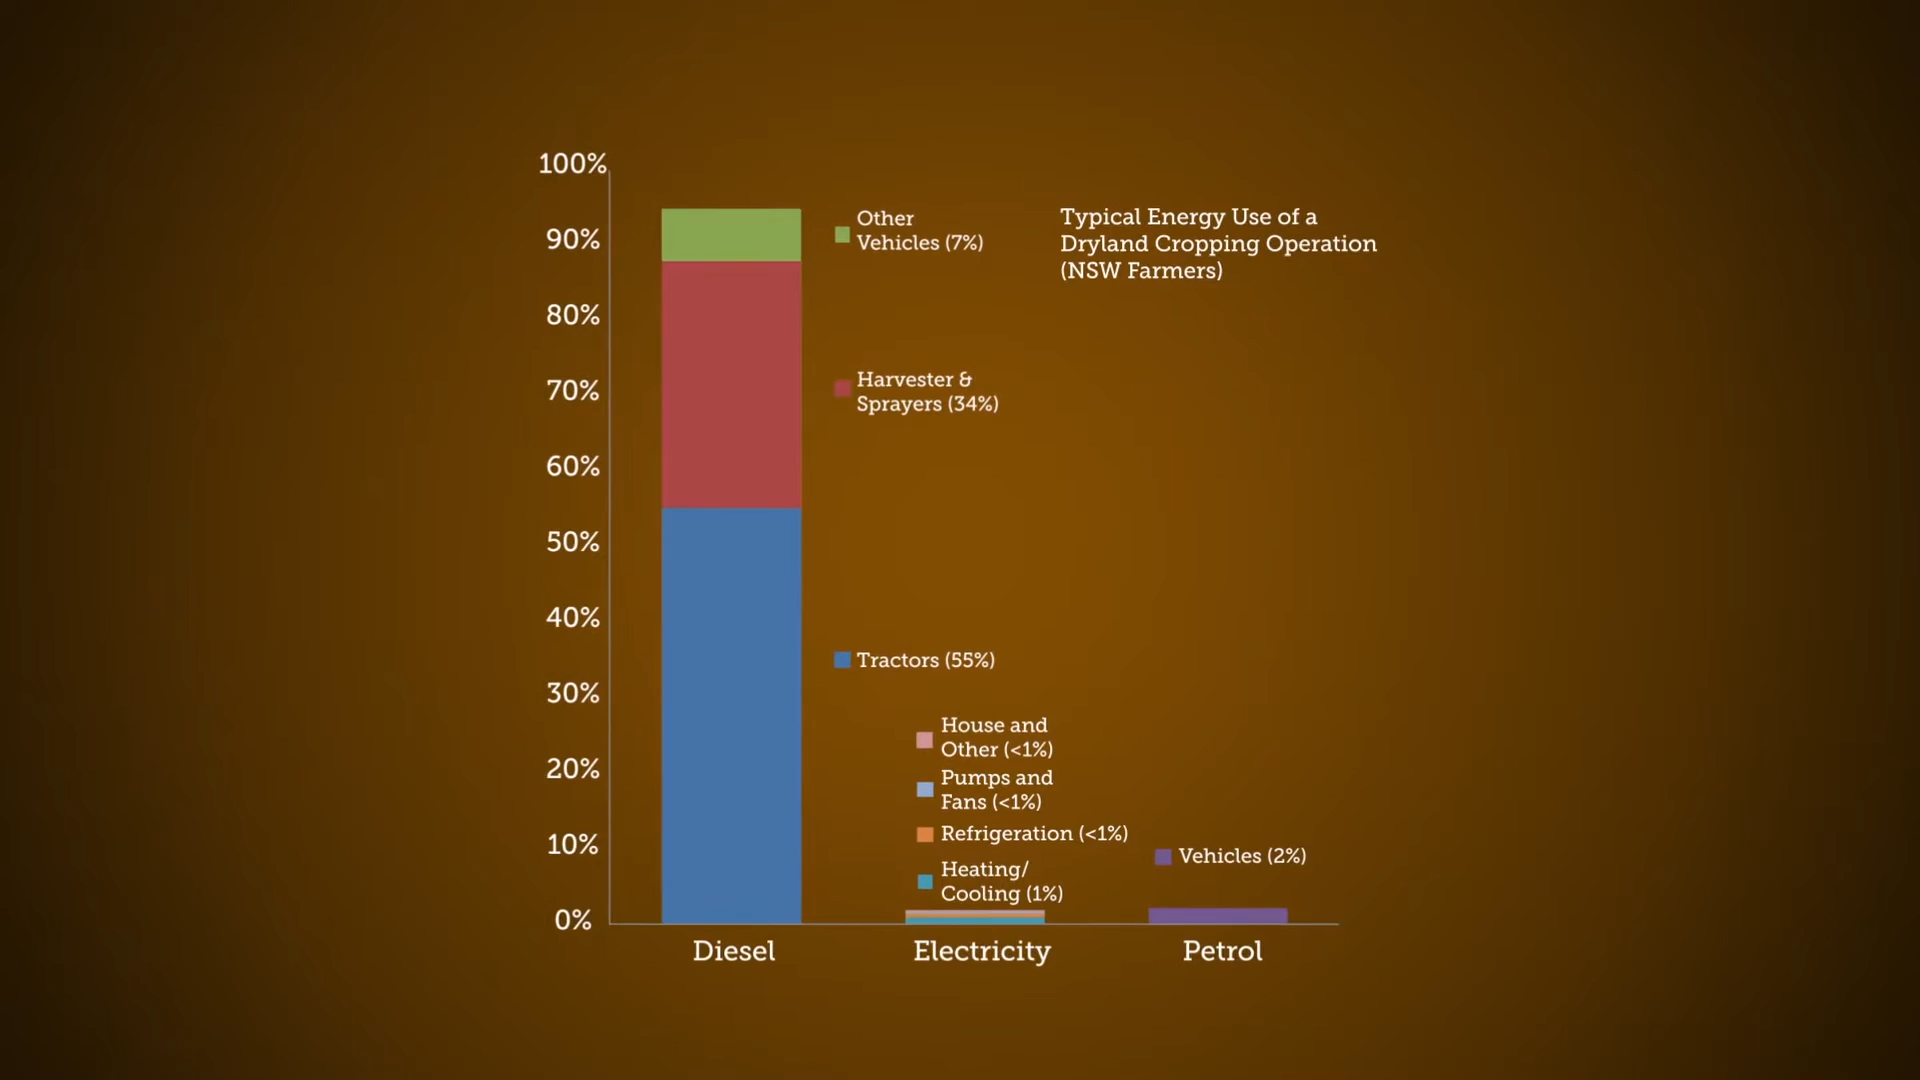 Typical Energy Use of a
Dryland Cropping Operation
(NSW Farmers)
100%
90%
80%
70%
60%
50%
40%
30%
20%
10%
0%
Other
Vehicles (7%)
Harvester &
Sprayers (34%)
Tractors (55%)
House and
Other (<1%)
Pumps and
Fans (<1%)
Refrigeration (<1%)
Heating/
Cooling (1%)
Vehicles (2%)
Diesel
Electricity
Petrol